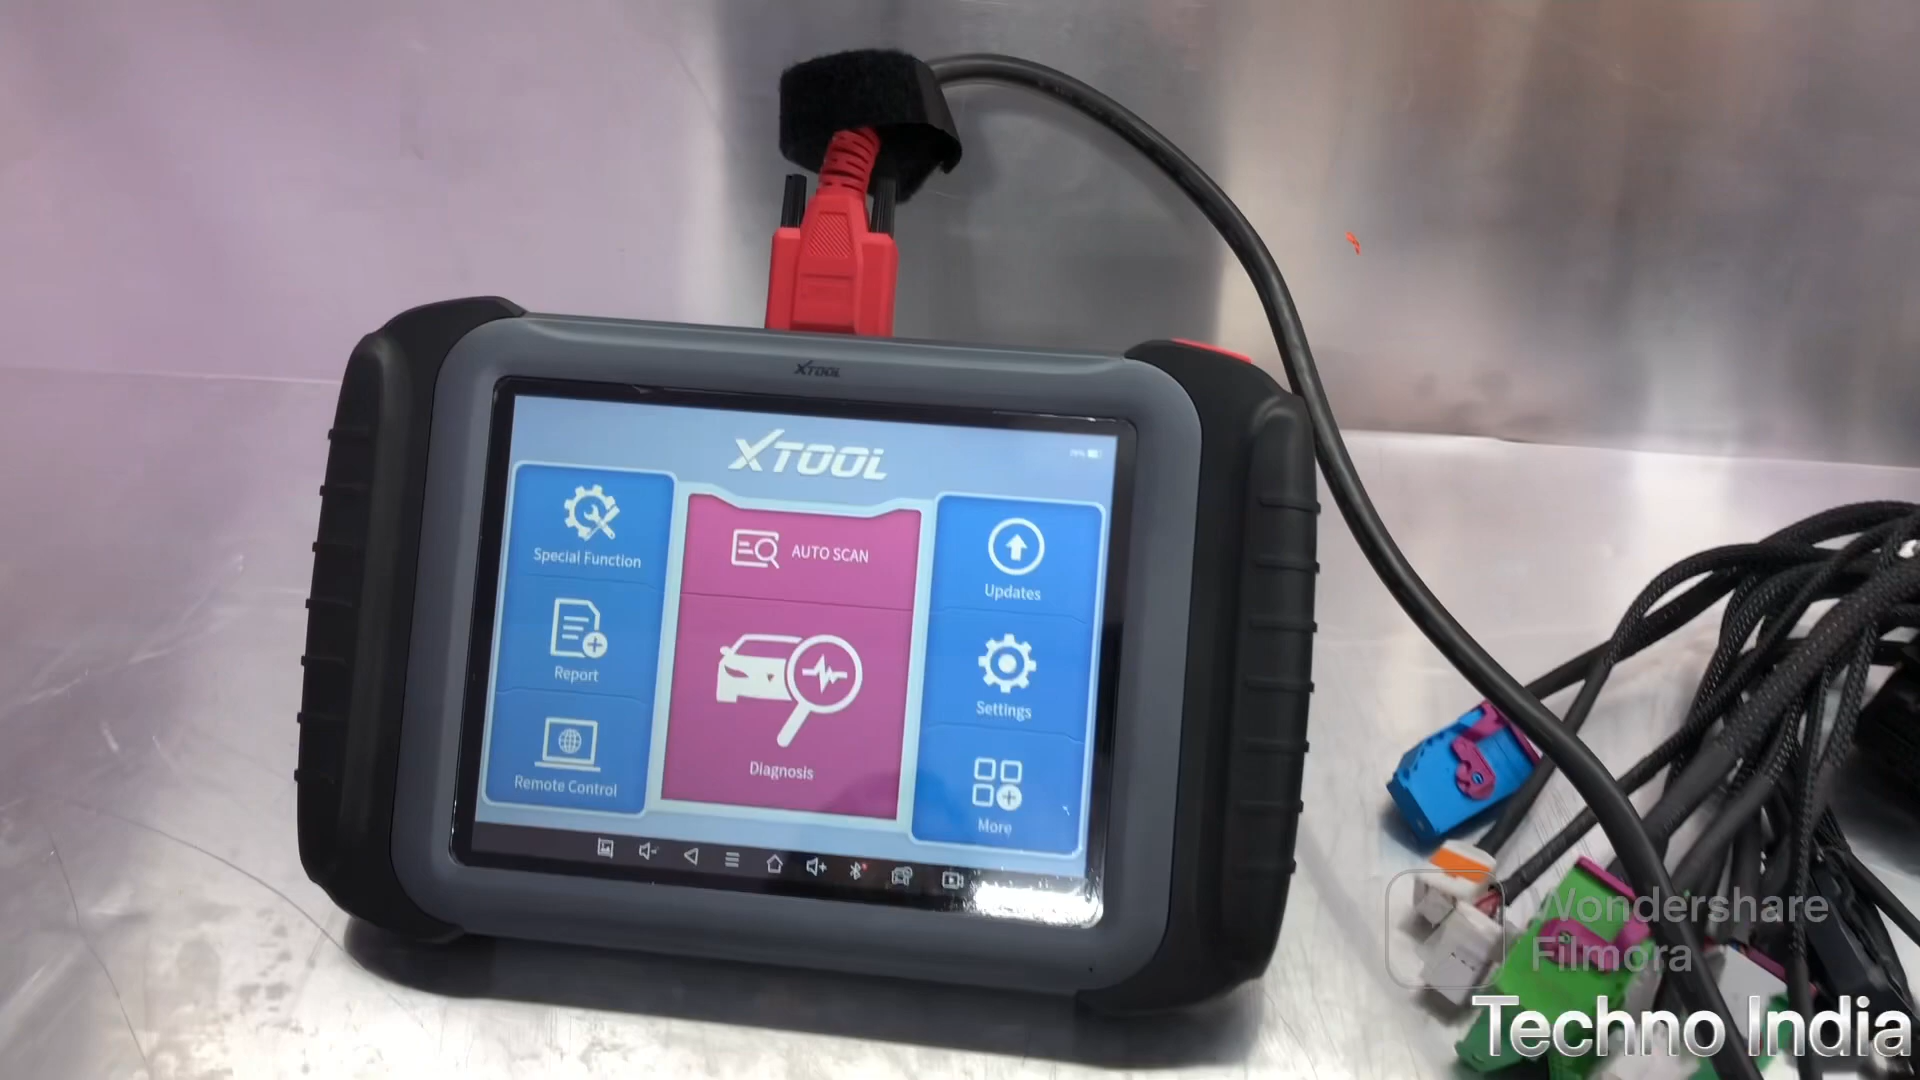 XTOOL
XTOOL
Special Function
Report
Remote Control
AUTO SCAN
Diagnosis
Updates
Settings
More
Wondershare
Filmora
Techno India